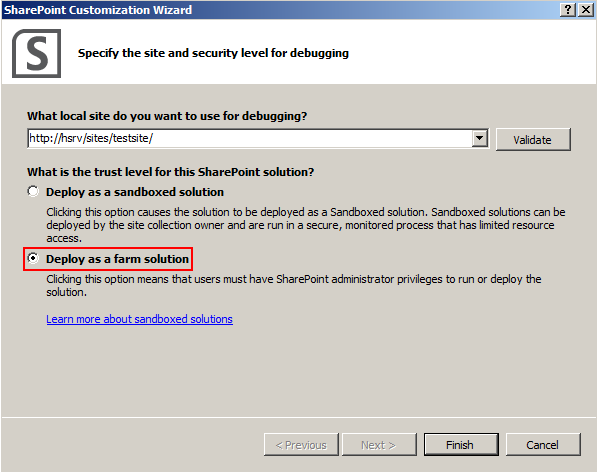 SharePoint Customization Wizard
S
Specify the site and security level for debugging
What local site do you want to use for debugging?
http://hsrv/sites/testsite/
Validate
What is the trust level for this SharePoint solution?
Deploy as a sandboxed solution
Clicking this option causes the solution to be deployed as a Sandboxed solution. Sandboxed solutions can be
deployed by the site collection owner and are run in a secure, monitored process that has limited resource
access.
Deploy as a farm solution
Clicking this option means that users must have SharePoint administrator privileges to run or deploy the
solution.
Learn more about sandboxed solutions
< Previous
Next >
Finish
Cancel